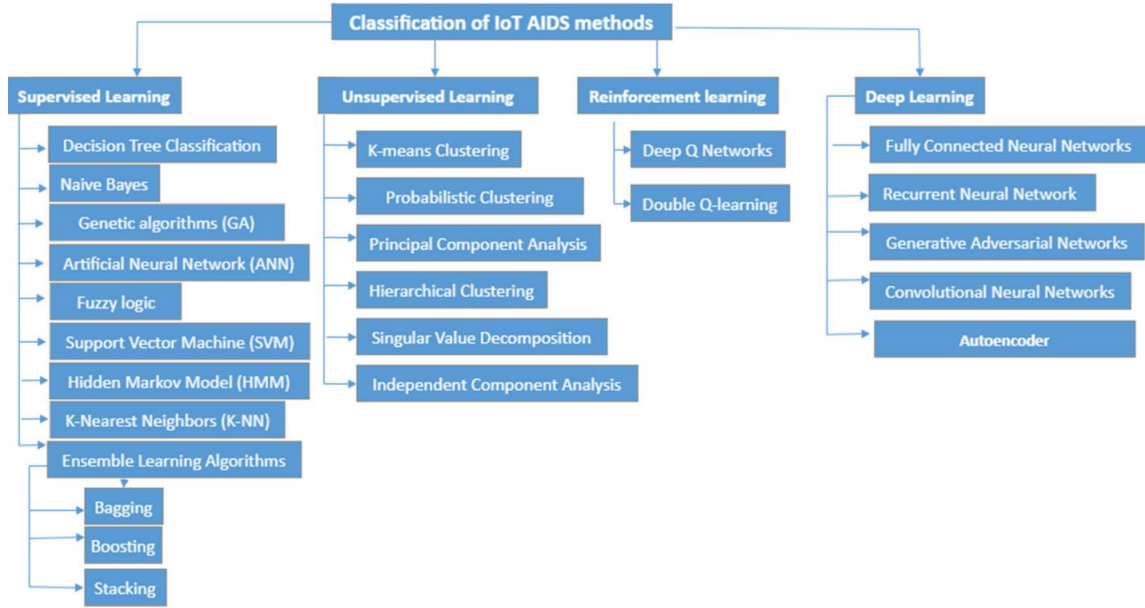 Classification of IoT AIDS methods
Supervised Learning
Decision Tree Classification
Naive Bayes
Genetic algorithms (GA)
Artificial Neural Network (ANN)
Fuzzy logic
Support Vector Machine (SVM)
Hidden Markov Model (HMM)
K-Nearest Neighbors (K-NN)
Ensemble Learning Algorithms
Bagging
Boosting
Stacking
Unsupervised Learning
K-means Clustering
Probabilistic Clustering
Principal Component Analysis
Hierarchical Clustering
Singular Value Decomposition
Independent Component Analysis
Reinforcement learning
Deep Q Networks
Double Q-learning
Deep Learning
Fully Connected Neural Networks
Recurrent Neural Network
Generative Adversarial Networks
Convolutional Neural Networks
Autoencoder